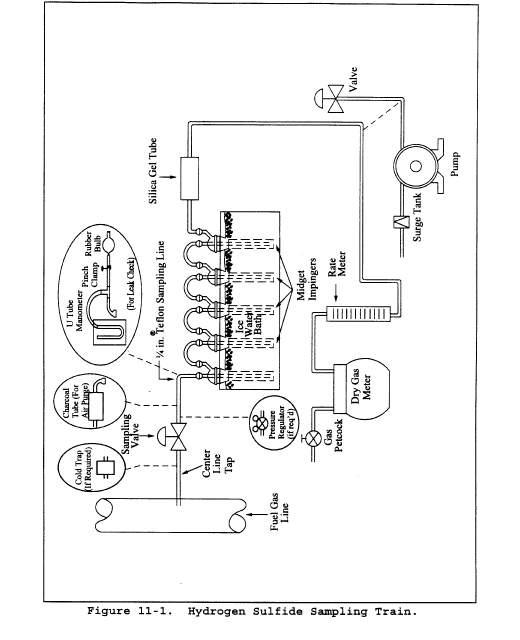 Valve
Pump
Surge Tank
Silica Gel Tube
Rate
Meter
Midget
Impingers
Ice
Water
Bath
Dry Gas
Meter
Gas
Petcock
U Tube
Manometer
Pinch
Clamp
Rubber
Bulb
(For Leak Check)
¼ in. Teflon® Sampling Line
Charcoal
Tube (For
Air Purge)
Sampling
Valve
Pressure
Regulator
(if req'd)
Cold Trap
(If Required)
Center
Line
Tap
Fuel Gas
Line
Figure 11-1. Hydrogen Sulfide Sampling Train.